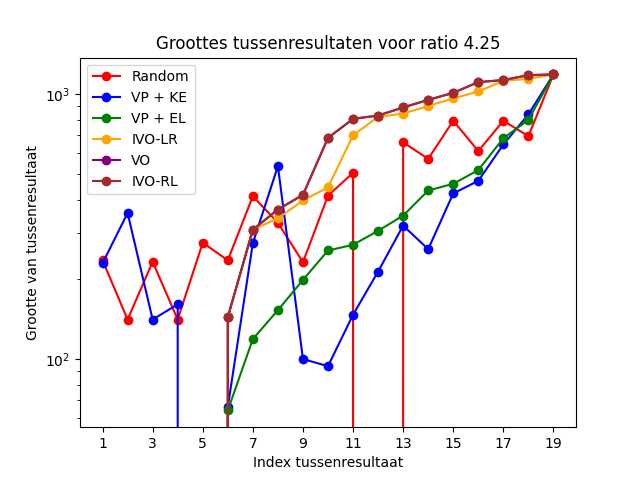 Groottes tussenresultaten voor ratio 4.25
Grootte van tussenresultaat
10³
10²
Random
VP + KE
VP + EL
IVO-LR
VO
IVO-RL
1 3 5 7 9 11 13 15 17 19
Index tussenresultaat